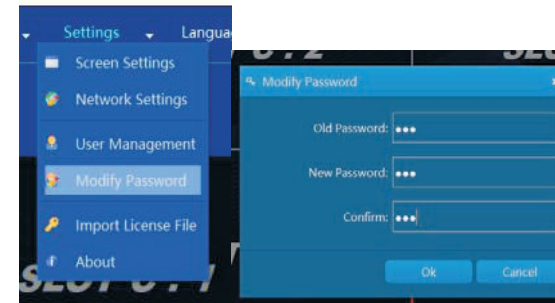 Settings
Screen Settings
Network Settings
User Management
Modify Password
Import License File
About
Modify Password
Old Password: •••
New Password: •••
Confirm: •••
Ok
Cancel